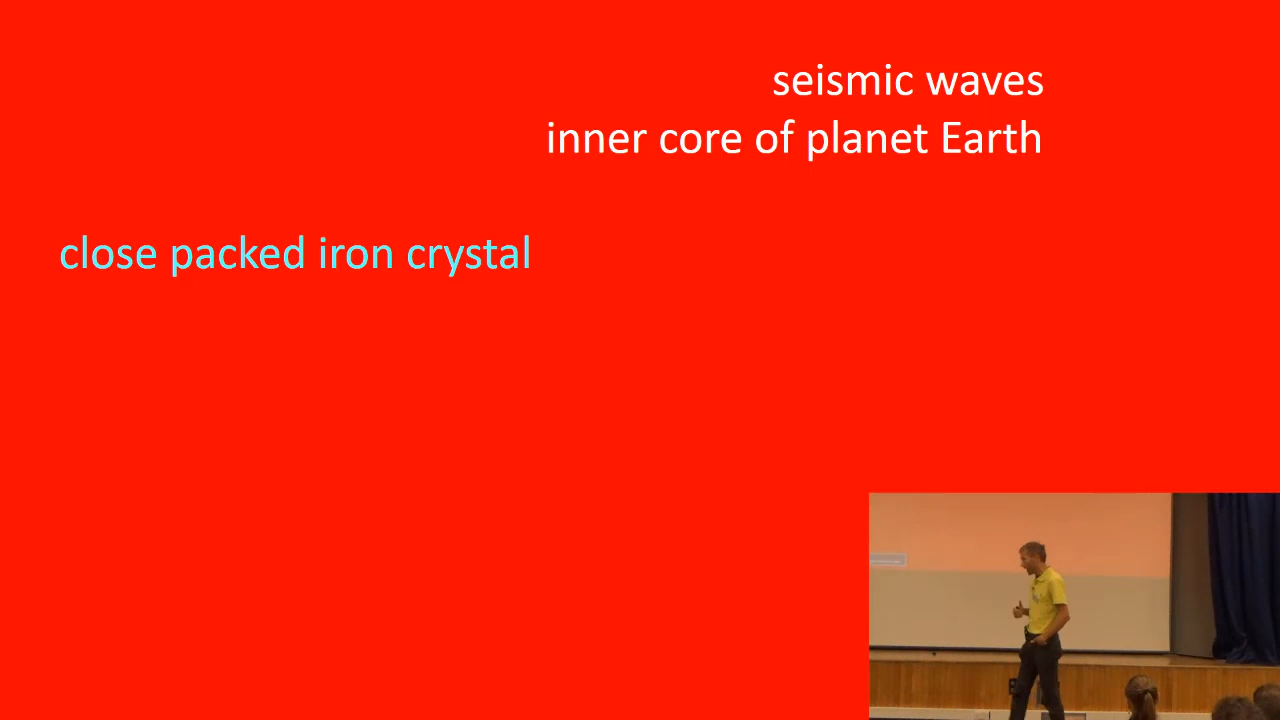 seismic waves
inner core of planet Earth
close packed iron crystal